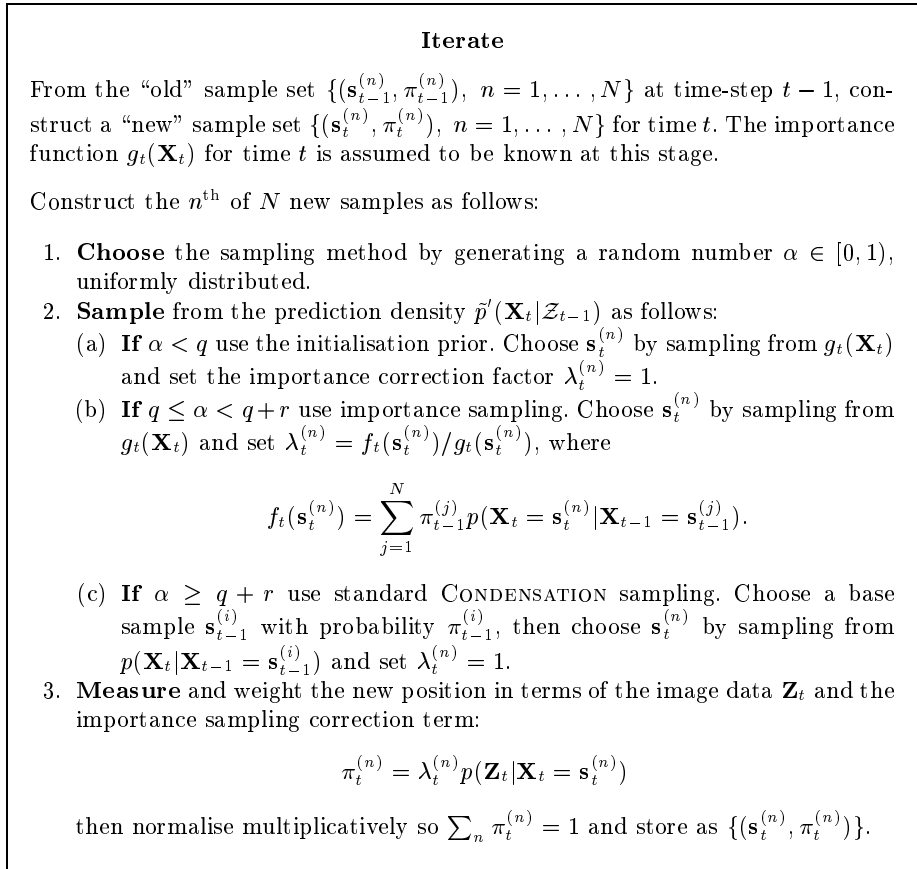 Iterate
From the “old” sample set {(s_{t−1}^{(n)}, π_{t−1}^{(n)}), n = 1, . . . , N} at time-step t − 1, con-
struct a “new” sample set {(s_t^{(n)}, π_t^{(n)}), n = 1, . . . , N} for time t. The importance
function g_t(X_t) for time t is assumed to be known at this stage.
Construct the n^{th} of N new samples as follows:
1. Choose the sampling method by generating a random number α ∈ [0, 1),
uniformly distributed.
2. Sample from the prediction density p̃′(X_t|Z_{t−1}) as follows:
(a) If α < q use the initialisation prior. Choose s_t^{(n)} by sampling from g_t(X_t)
and set the importance correction factor λ_t^{(n)} = 1.
(b) If q ≤ α < q + r use importance sampling. Choose s_t^{(n)} by sampling from
g_t(X_t) and set λ_t^{(n)} = f_t(s_t^{(n)})/g_t(s_t^{(n)}), where
f_t(s_t^{(n)}) = ∑_{j=1}^{N} π_{t−1}^{(j)} p(X_t = s_t^{(n)}|X_{t−1} = s_{t−1}^{(j)}).
(c) If α ≥ q + r use standard CONDENSATION sampling. Choose a base
sample s_{t−1}^{(i)} with probability π_{t−1}^{(i)}, then choose s_t^{(n)} by sampling from
p(X_t|X_{t−1} = s_{t−1}^{(i)}) and set λ_t^{(n)} = 1.
3. Measure and weight the new position in terms of the image data Z_t and the
importance sampling correction term:
π_t^{(n)} = λ_t^{(n)} p(Z_t|X_t = s_t^{(n)})
then normalise multiplicatively so ∑_n π_t^{(n)} = 1 and store as {(s_t^{(n)}, π_t^{(n)})}.